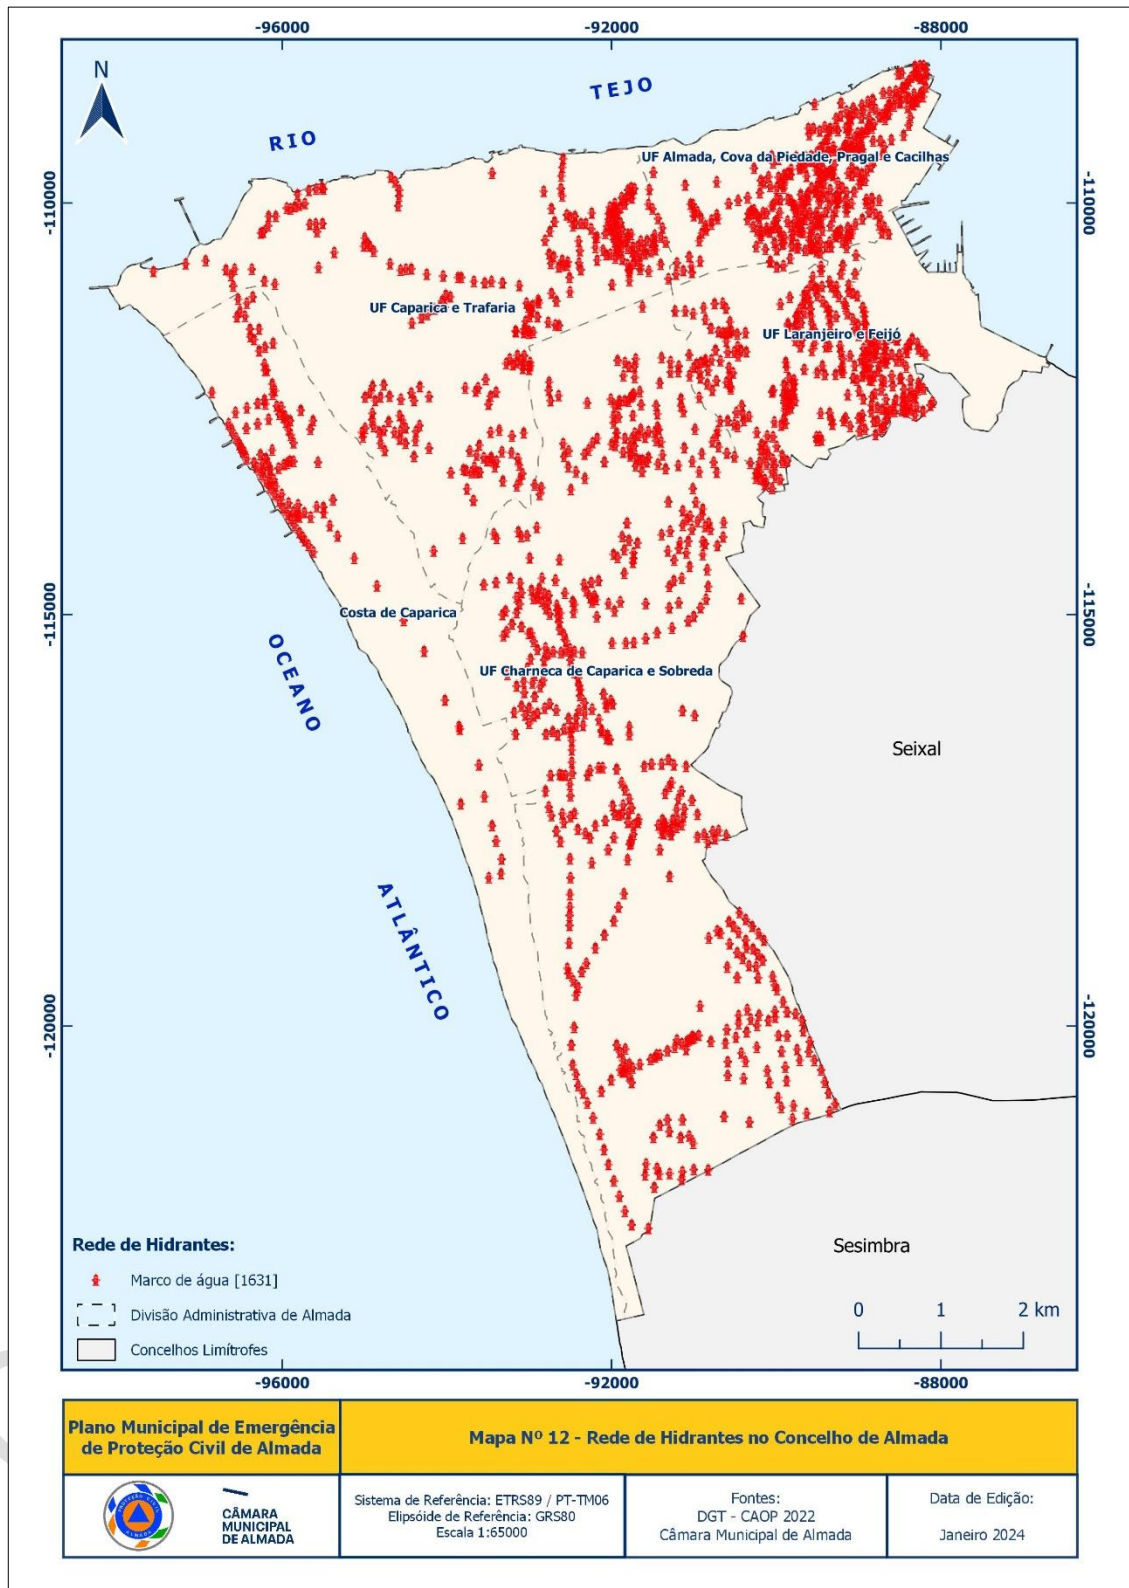 -96000
-92000
-88000
N
RIO
TEJO
UF Almada, Cova da Piedade, Pragal e Cacilhas
-110000
-110000
UF Caparica e Trafaria
UF Laranjeiro e Feijó
-115000
-115000
Costa de Caparica
OCEANO
UF Charneca de Caparica e Sobreda
Seixal
ATLÂNTICO
-120000
-120000
Sesimbra
Rede de Hidrantes:
Marco de água [1631]
Divisão Administrativa de Almada
Concelhos Limítrofes
0 1 2 km
-96000
-92000
-88000
Plano Municipal de Emergência
de Proteção Civil de Almada
Mapa Nº 12 - Rede de Hidrantes no Concelho de Almada
PROTEÇÃO CIVIL
ALMADA
CÂMARA
MUNICIPAL
DE ALMADA
Sistema de Referência: ETRS89 / PT-TM06
Elipsóide de Referência: GRS80
Escala 1:65000
Fontes:
DGT - CAOP 2022
Câmara Municipal de Almada
Data de Edição:
Janeiro 2024